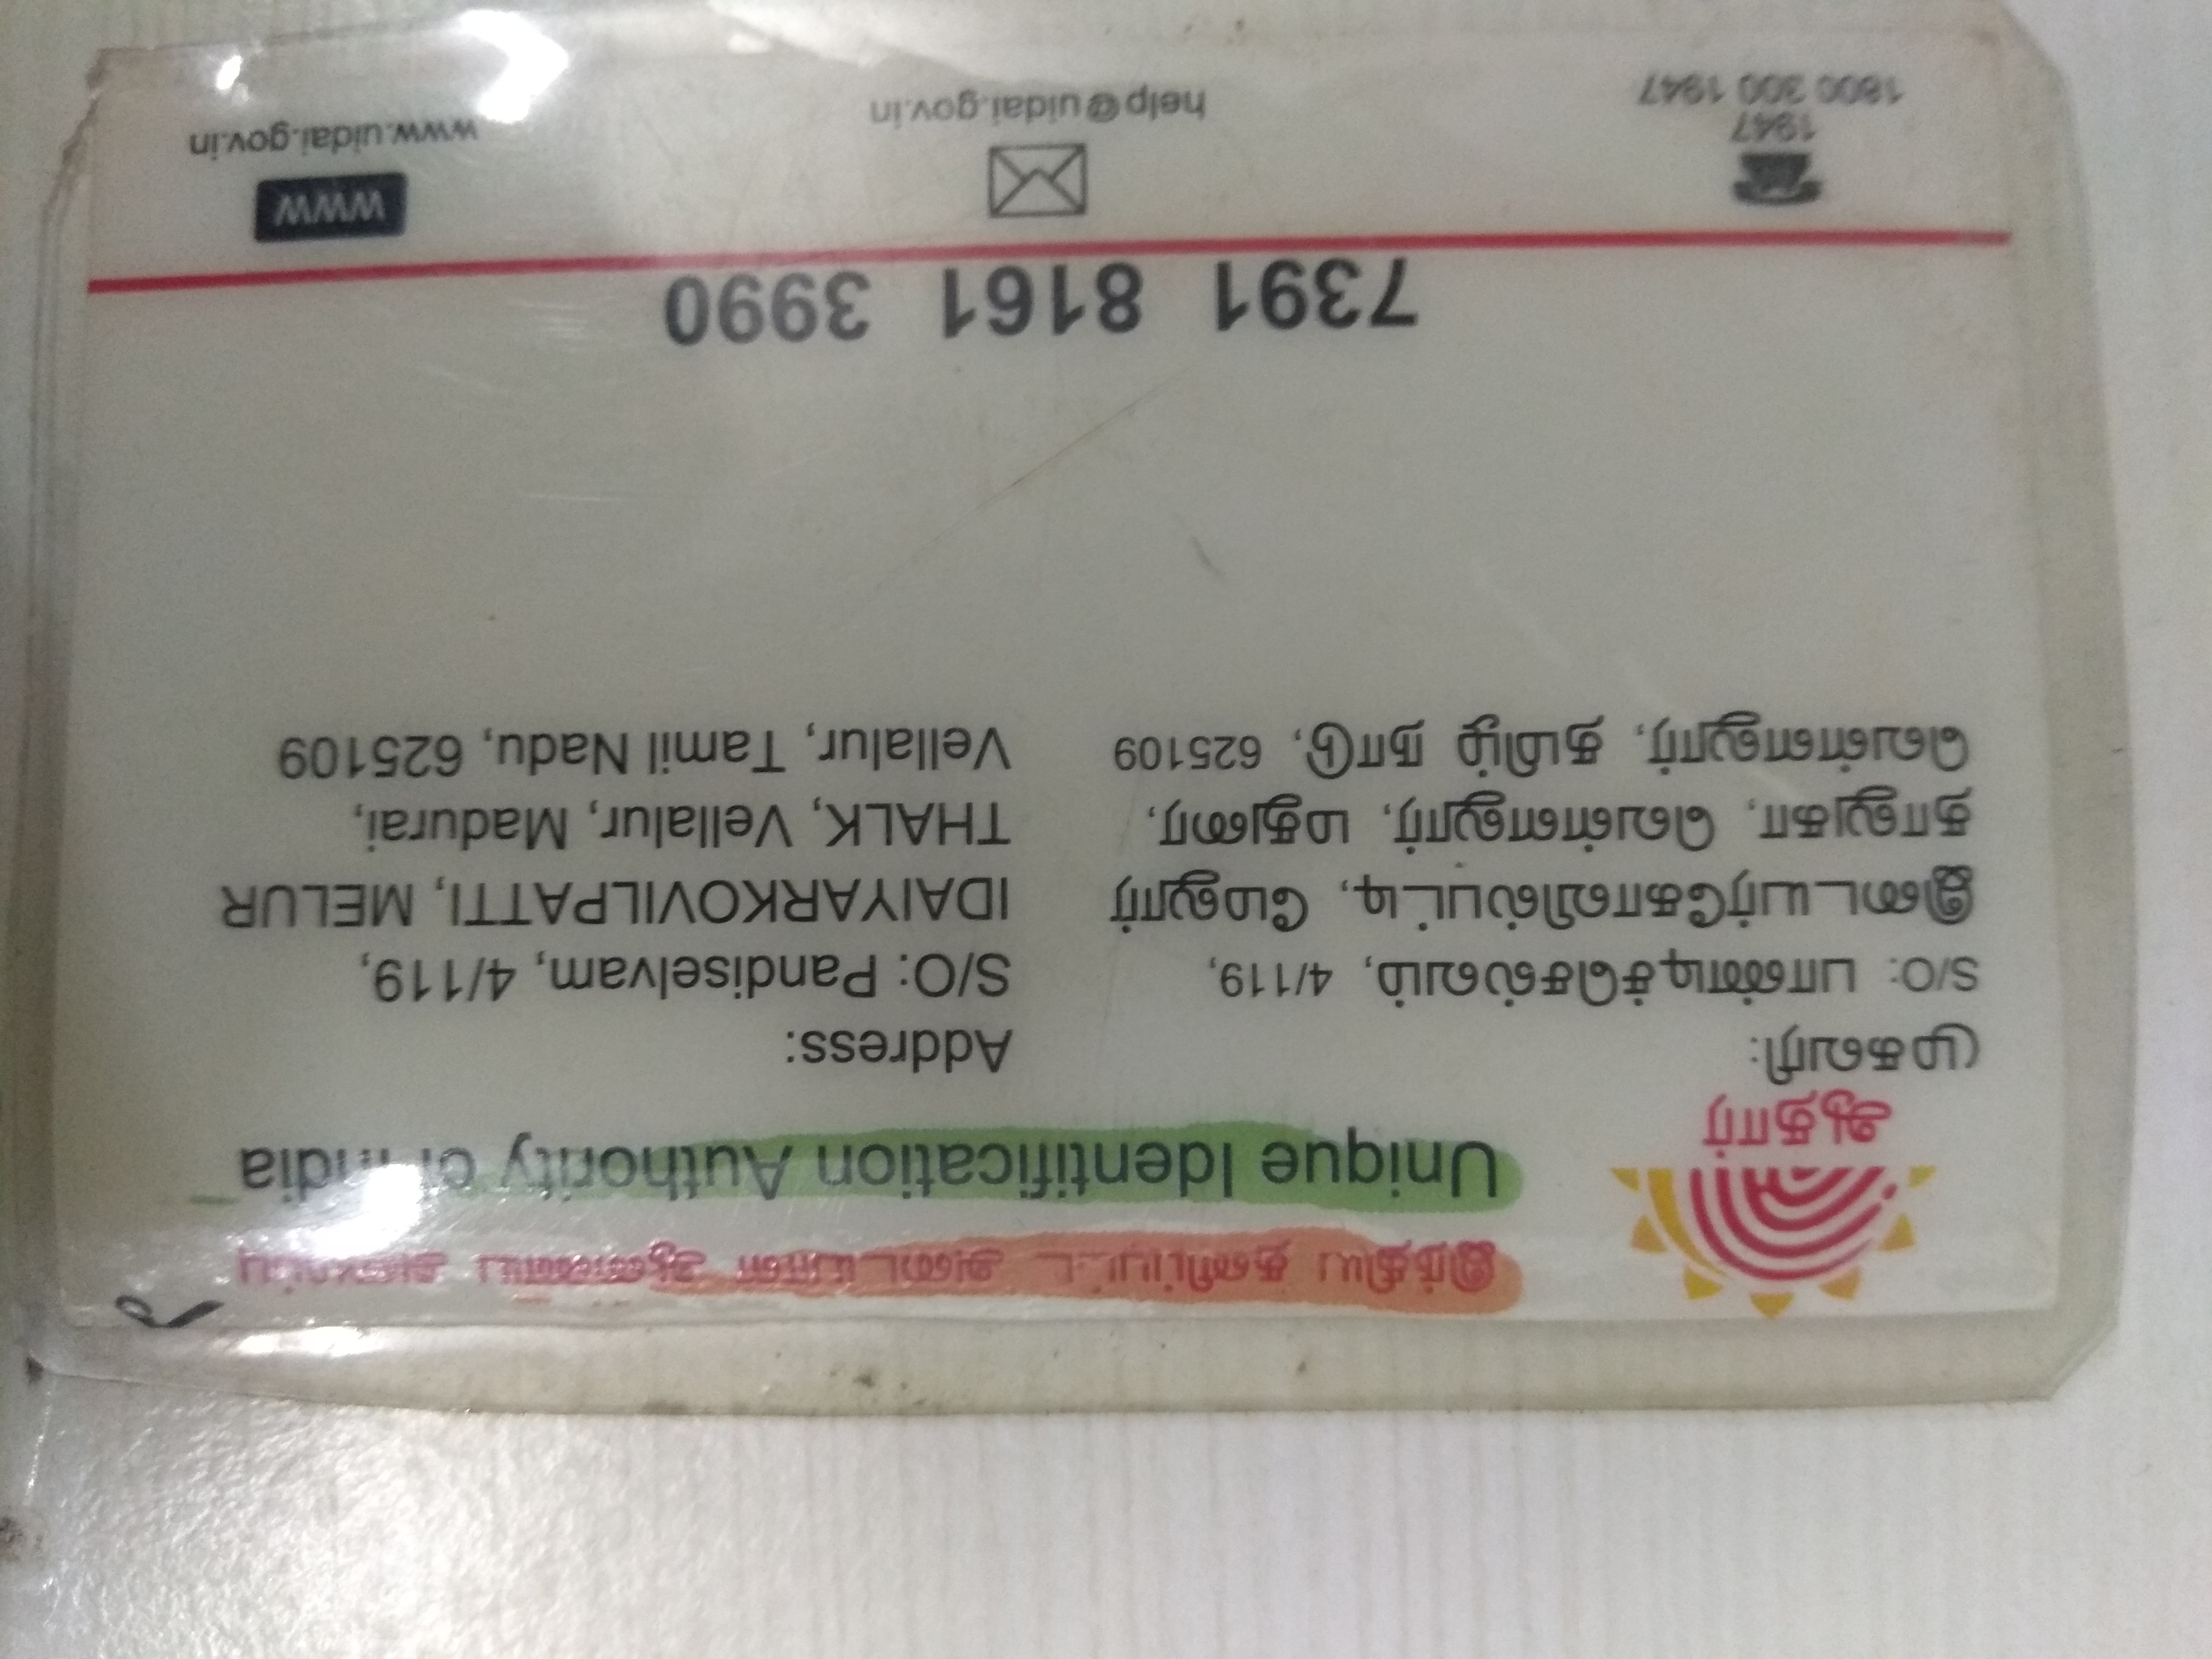 இந்திய தனிப்பட்ட அடையாள ஆணைய அமைப்பு
Unique Identification Authority of India
ஆதார்
முகவரி:
S/O: பாண்டிச்செல்வம், 4/119,
இடையர்கோவில்பட்டி, மேலூர்
தாலுகா, வெள்ளலூர், மதுரை,
வெள்ளலூர், தமிழ் நாடு, 625109
Address:
S/O: Pandiselvam, 4/119,
IDAIYARKOVILPATTI, MELUR
THALK, Vellalur, Madurai,
Vellalur, Tamil Nadu, 625109
7391 8161 3990
1947
1800 300 1947
help@uidai.gov.in
WWW
www.uidai.gov.in